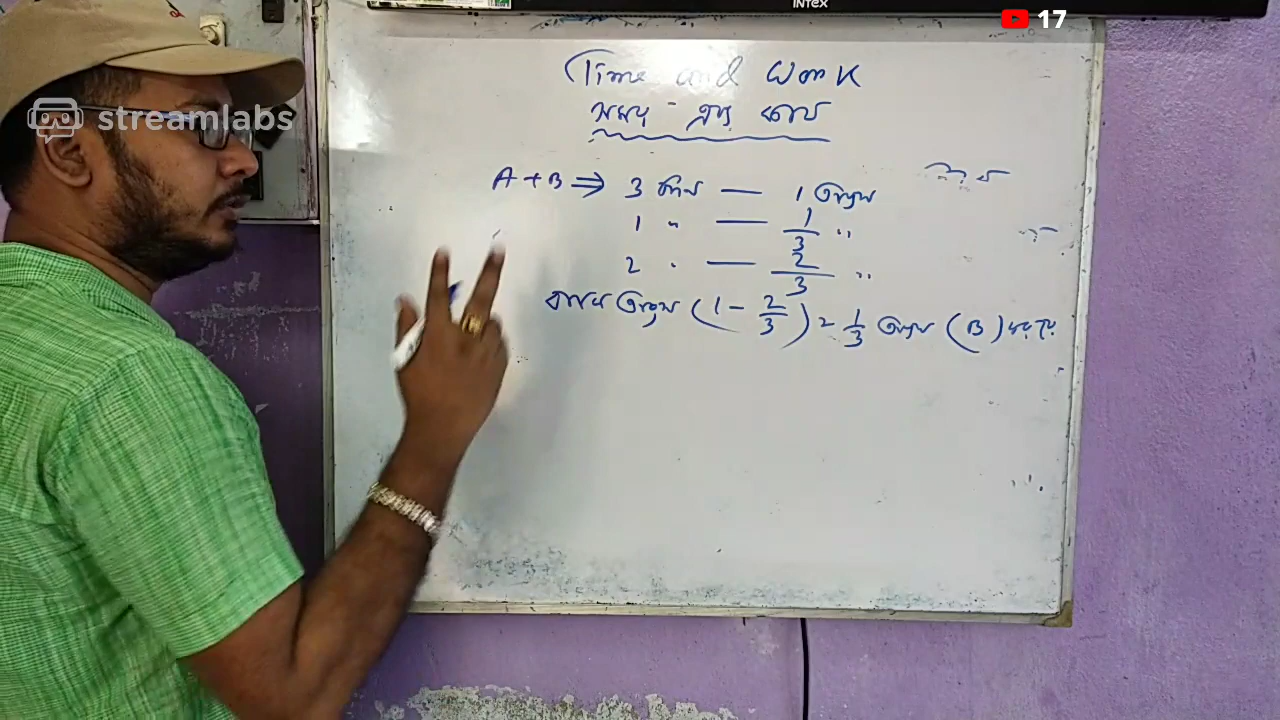 INTEX
17
streamlabs
Time and Work
সময় এবং কার্য
A + B ⇒ 3 দিনে — 1 অংশ
1 " — 1/3 "
2 " — 2/3 "
অংশ (1 - 2/3) = 1/3 অংশ (B)